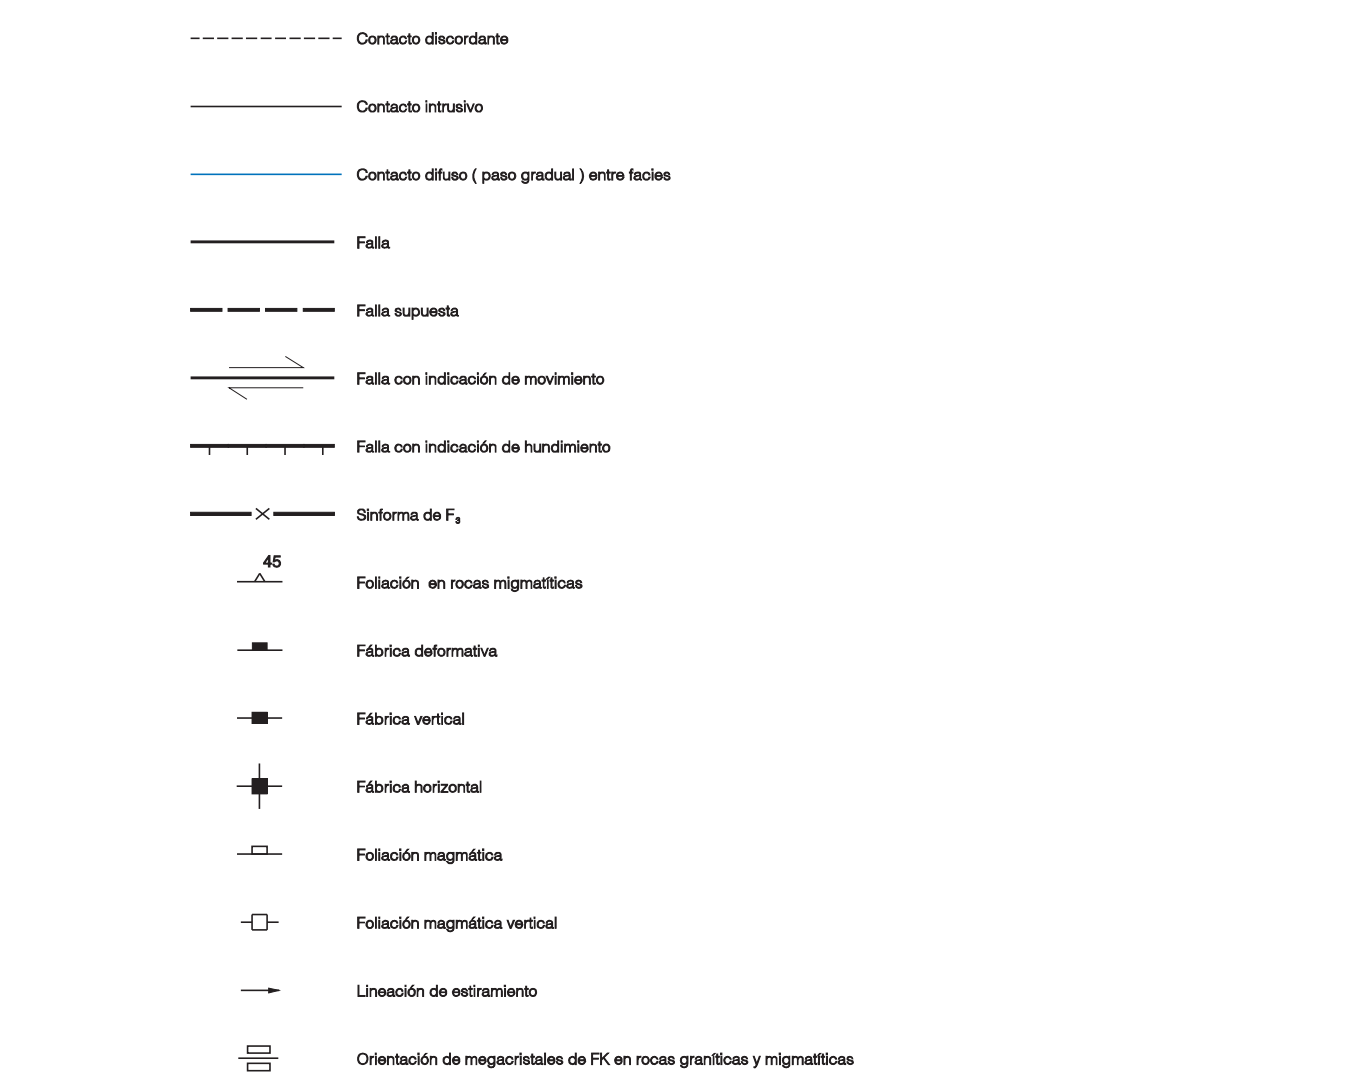 Contacto discordante
Contacto intrusivo
Contacto difuso ( paso gradual ) entre facies
Falla
Falla supuesta
Falla con indicación de movimiento
Falla con indicación de hundimiento
Sinforma de F₃
45
Foliación  en rocas migmatíticas
Fábrica deformativa
Fábrica vertical
Fábrica horizontal
Foliación magmática
Foliación magmática vertical
Lineación de estiramiento
Orientación de megacristales de FK en rocas graníticas y migmatíticas